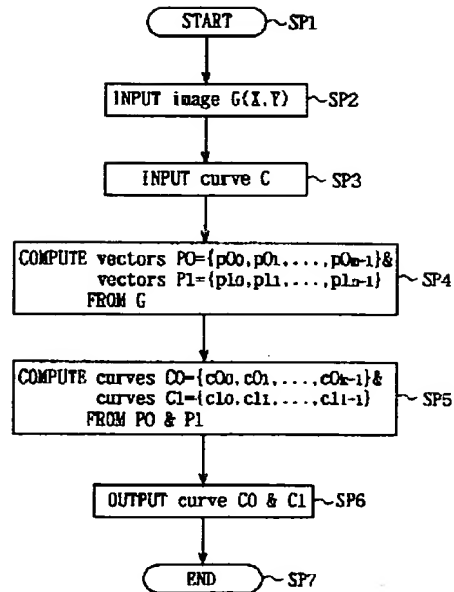 START SP1
INPUT image G(X,Y) SP2
INPUT curve C SP3
COMPUTE vectors P0={p0₀,p0₁,....,p0ₘ₋₁}&
vectors P1={p1₀,p1₁,....,p1ₙ₋₁} SP4
FROM G
COMPUTE curves C0={c0₀,c0₁,....,c0ₖ₋₁}&
curves C1={c1₀,c1₁,....,c1ₗ₋₁} SP5
FROM P0 & P1
OUTPUT curve C0 & C1 SP6
END SP7